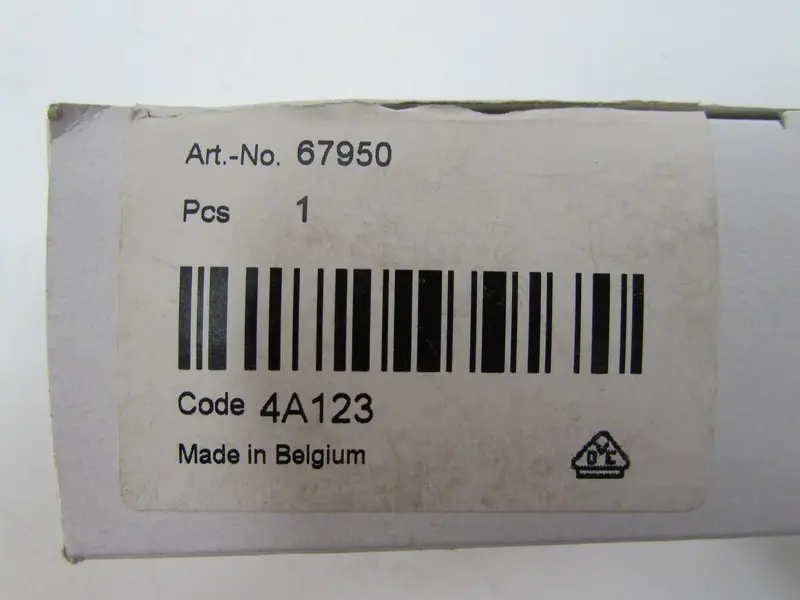 Art.-No. 67950
Pcs 1
Code 4A123
Made in Belgium